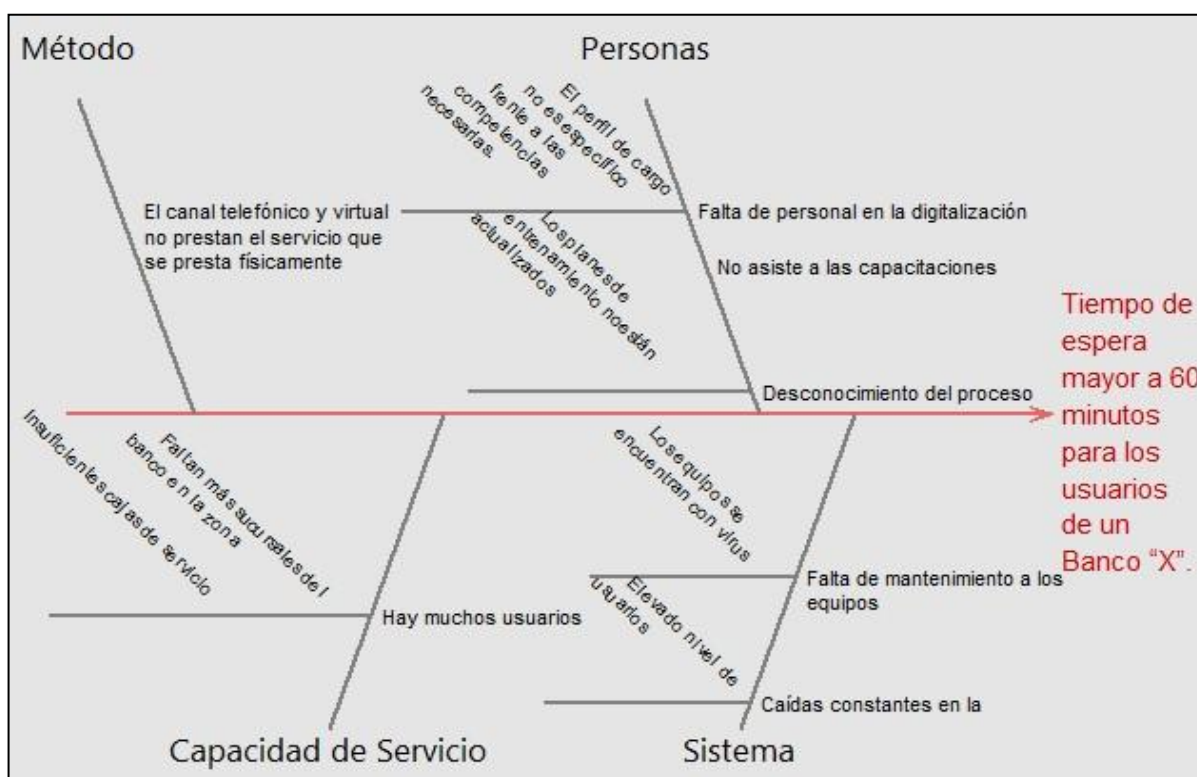 Método
Personas
El perfil de cargo
no es específico
frente a las
competencias
necesarias.
El canal telefónico y virtual
no prestan el servicio que
se presta físicamente
Falta de personal en la digitalización
Los planes de
entrenamiento no están
actualizados
No asiste a las capacitaciones
Desconocimiento del proceso
Tiempo de
espera
mayor a 60
minutos
para los
usuarios
de un
Banco “X”.
Insuficientes cajas de servicio
Faltan más sucursales del
banco en la zona
Hay muchos usuarios
Los equipos se
encuentran con virus
Falta de mantenimiento a los
equipos
Elevado nivel de
usuarios
Caídas constantes en la
Capacidad de Servicio
Sistema